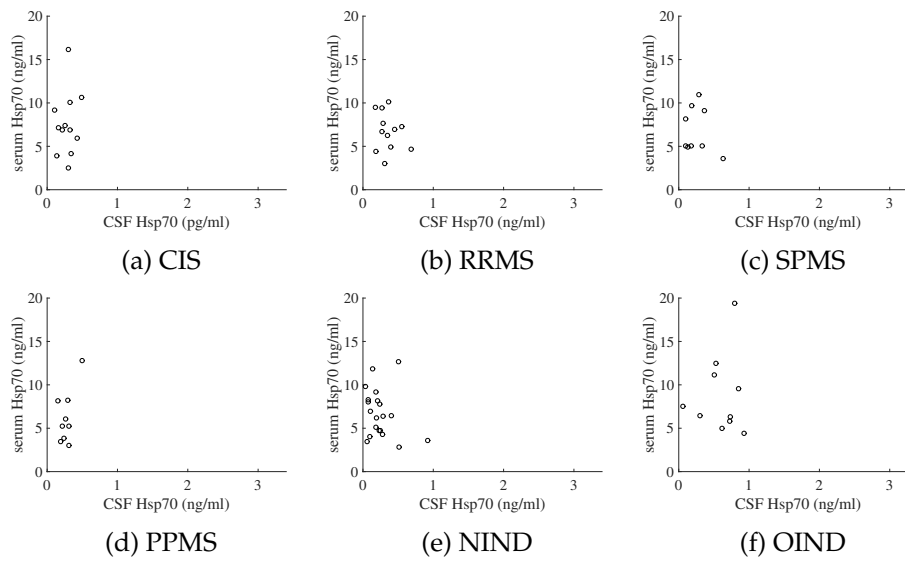 20
15
10
5
0
serum Hsp70 (ng/ml)
0 1 2 3
CSF Hsp70 (pg/ml)
(a) CIS
20
15
10
5
0
serum Hsp70 (ng/ml)
0 1 2 3
CSF Hsp70 (ng/ml)
(b) RRMS
20
15
10
5
0
serum Hsp70 (ng/ml)
0 1 2 3
CSF Hsp70 (ng/ml)
(c) SPMS
20
15
10
5
0
serum Hsp70 (ng/ml)
0 1 2 3
CSF Hsp70 (ng/ml)
(d) PPMS
20
15
10
5
0
serum Hsp70 (ng/ml)
0 1 2 3
CSF Hsp70 (ng/ml)
(e) NIND
20
15
10
5
0
serum Hsp70 (ng/ml)
0 1 2 3
CSF Hsp70 (ng/ml)
(f) OIND